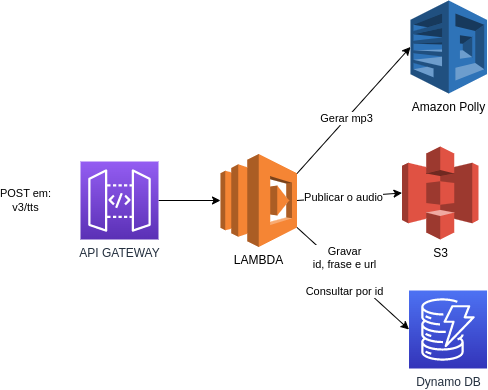 Amazon Polly
Gerar mp3
POST em:
v3/tts
API GATEWAY
LAMBDA
Publicar o audio
S3
Gravar
id, frase e url
Consultar por id
Dynamo DB